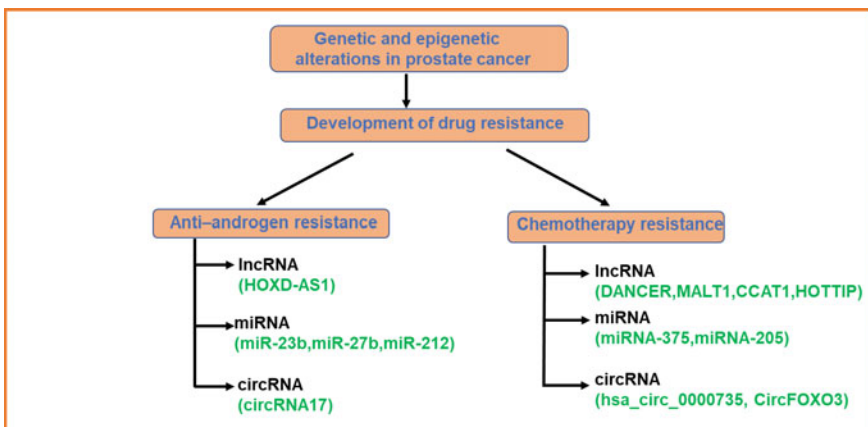 Genetic and epigenetic
alterations in prostate cancer
Development of drug resistance
Anti–androgen resistance
lncRNA
(HOXD-AS1)
miRNA
(miR-23b,miR-27b,miR-212)
circRNA
(circRNA17)
Chemotherapy resistance
lncRNA
(DANCER,MALT1,CCAT1,HOTTIP)
miRNA
(miRNA-375,miRNA-205)
circRNA
(hsa_circ_0000735, CircFOXO3)